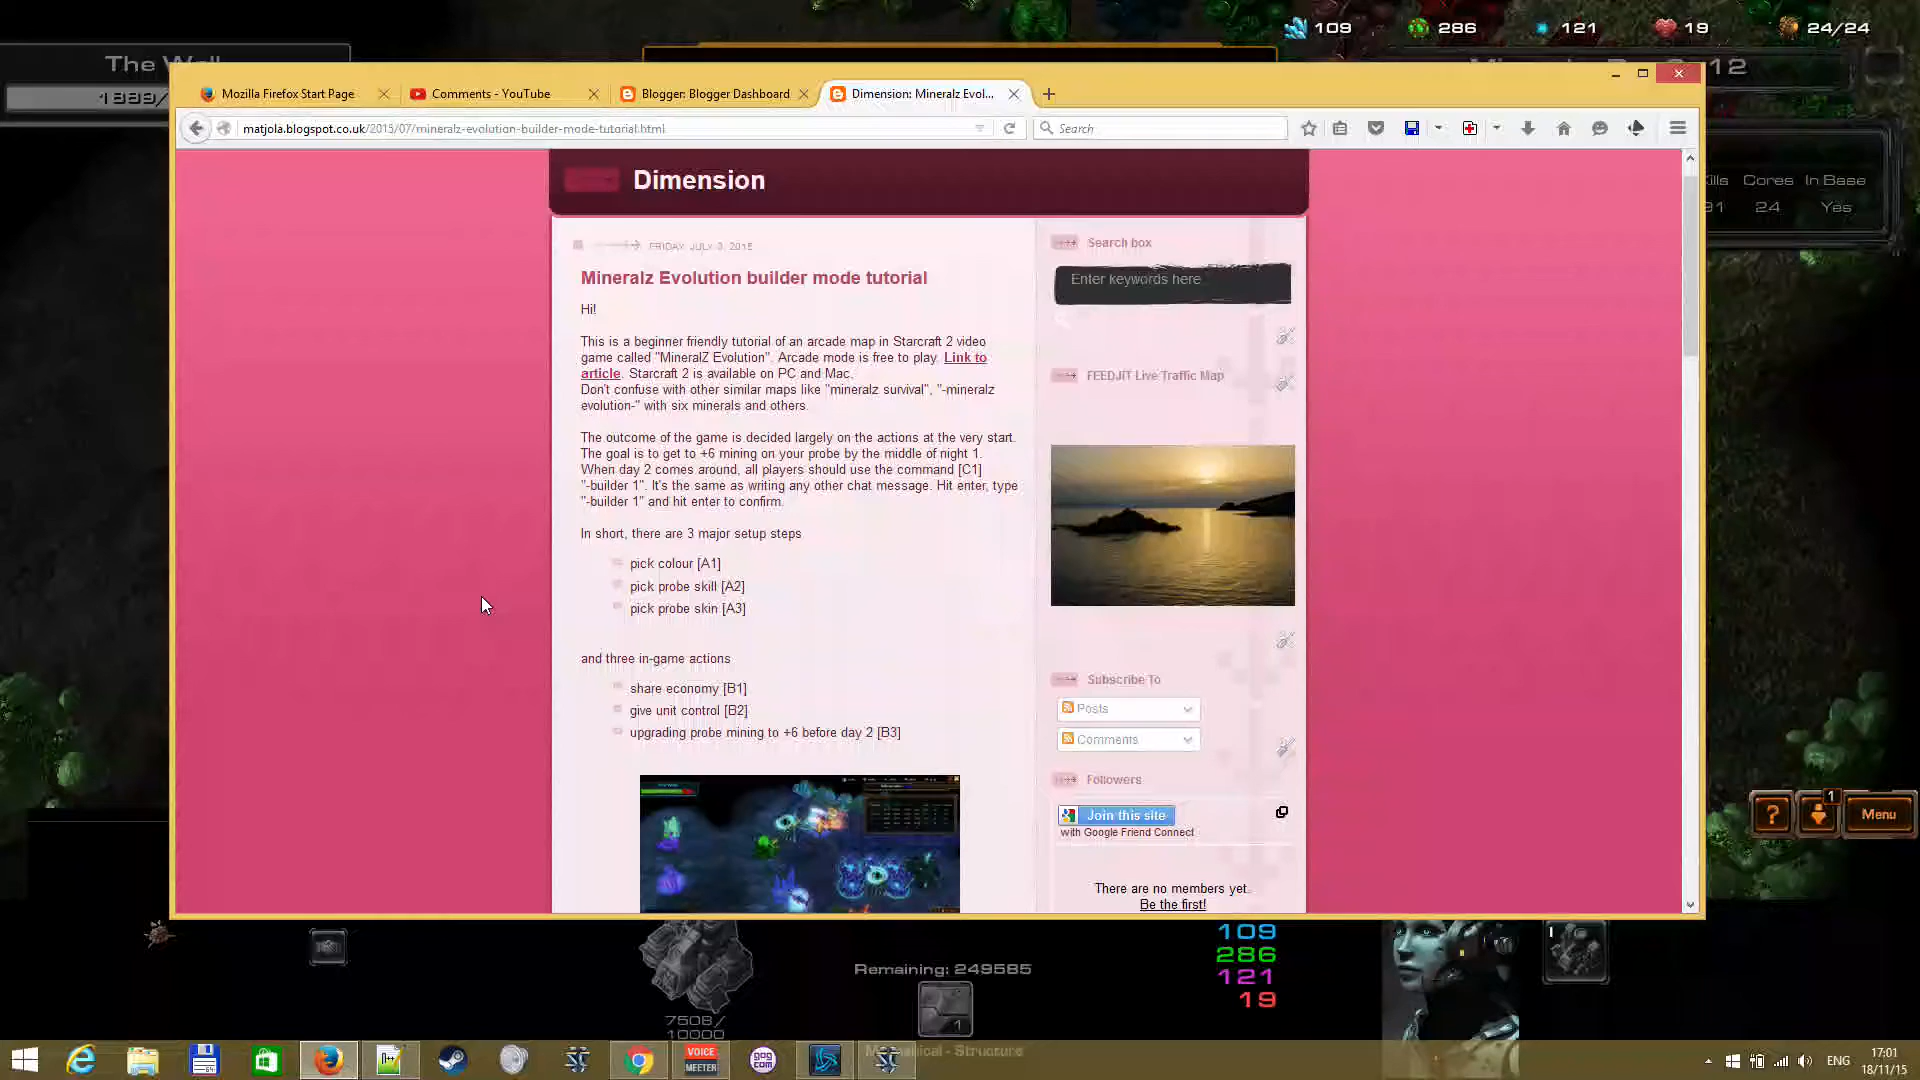 109 286 121 19 24/24
1889/
12
Mozilla Firefox Start Page
Comments - YouTube
Blogger: Blogger Dashboard
Dimension: Mineralz Evol...
matjola.blogspot.co.uk/2015/07/mineralz-evolution-builder-mode-tutorial.html
Search
Dimension
Cores In Base
24 Yes
FRIDAY, JULY 3, 2015
Mineralz Evolution builder mode tutorial
Hi!
This is a beginner friendly tutorial of an arcade map in Starcraft 2 video
game called "MineralZ Evolution". Arcade mode is free to play. Link to
article. Starcraft 2 is available on PC and Mac.
Don't confuse with other similar maps like "mineralz survival", "-mineralz
evolution-" with six minerals and others.
The outcome of the game is decided largely on the actions at the very start.
The goal is to get to +6 mining on your probe by the middle of night 1.
When day 2 comes around, all players should use the command [C1]
"-builder 1". It's the same as writing any other chat message. Hit enter, type
"-builder 1" and hit enter to confirm.
In short, there are 3 major setup steps
pick colour [A1]
pick probe skill [A2]
pick probe skin [A3]
and three in-game actions
share economy [B1]
give unit control [B2]
upgrading probe mining to +6 before day 2 [B3]
Search box
Enter keywords here
FEEDJIT Live Traffic Map
Subscribe To
Posts
Comments
Followers
Join this site
with Google Friend Connect
There are no members yet.
Be the first!
?
1
Menu
109
286
121
19
Remaining: 249585
1
7508/
10000
VOICE
MEETER
gog
com
Structure
ENG
17:01
18/11/15